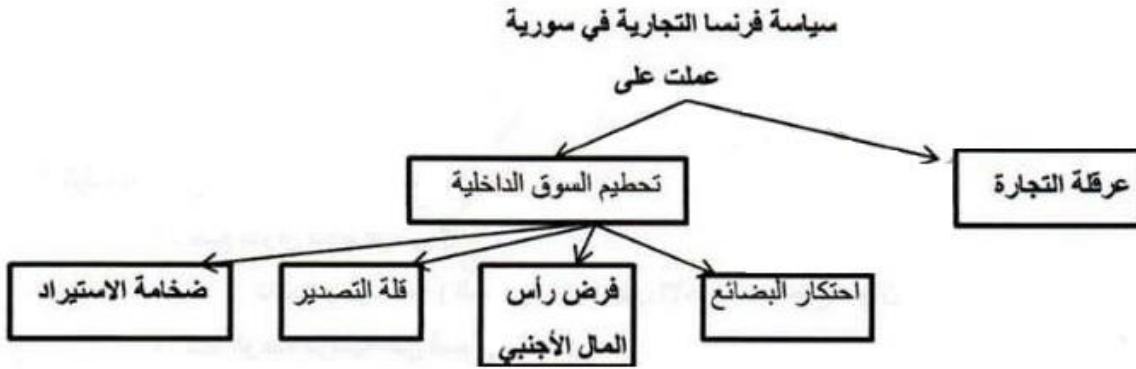 سياسة فرنسا التجارية في سورية
عملت على
عرقلة التجارة
تحطيم السوق الداخلية
احتكار البضائع
فرض رأس
المال الأجنبي
قلة التصدير
ضخامة الاستيراد